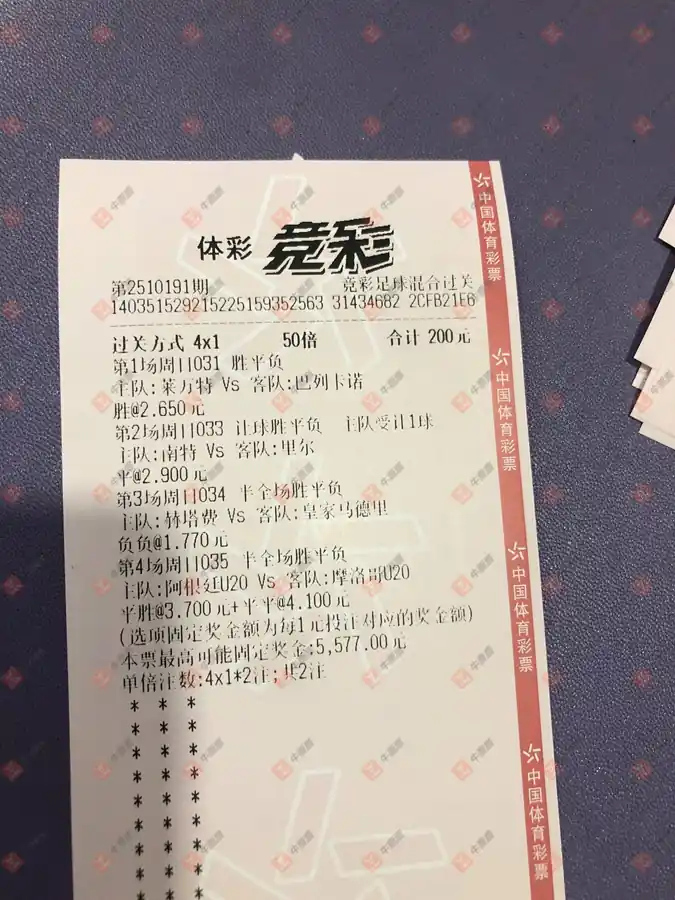 体彩 竞彩
第2510191期 竞彩足球混合过关
140351529215225159352563 31434682 2CFB21E6
过关方式 4x1 50倍 合计 200元
第1场周日031 胜平负
主队:莱万特 Vs 客队:巴列卡诺
胜@2.650元
第2场周日033 让球胜平负 主队受让1球
主队:南特 Vs 客队:里尔
平@2.900元
第3场周日034 半全场胜平负
主队:赫塔费 Vs 客队:皇家马德里
负负@1.770元
第4场周日035 半全场胜平负
主队:阿根廷U20 VS 客队:摩洛哥U20
平胜@3.700元+平平@4.100元
(选项固定奖金额为每1元投注对应的奖金额)
本票最高可能固定奖金:5,577.00元
单倍注数:4x1*2注;共2注
* * *
* * *
* * *
* * *
* * *
* * *
* * *
* * *
* * *
中国体育彩票
中国体育彩票
中国体育彩票
中国体育彩票